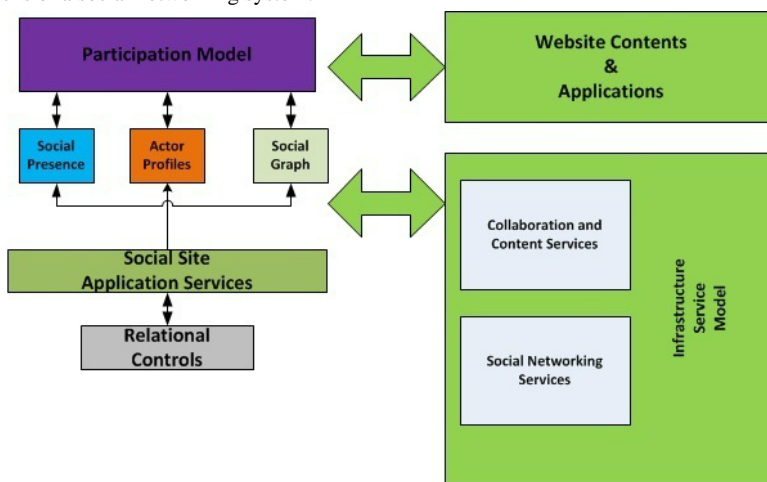 Participation Model
Website Contents
&
Applications
Social
Presence
Actor
Profiles
Social
Graph
Collaboration and
Content Services
Social Site
Application Services
Relational
Controls
Social Networking
Services
Infrastructure
Service
Model